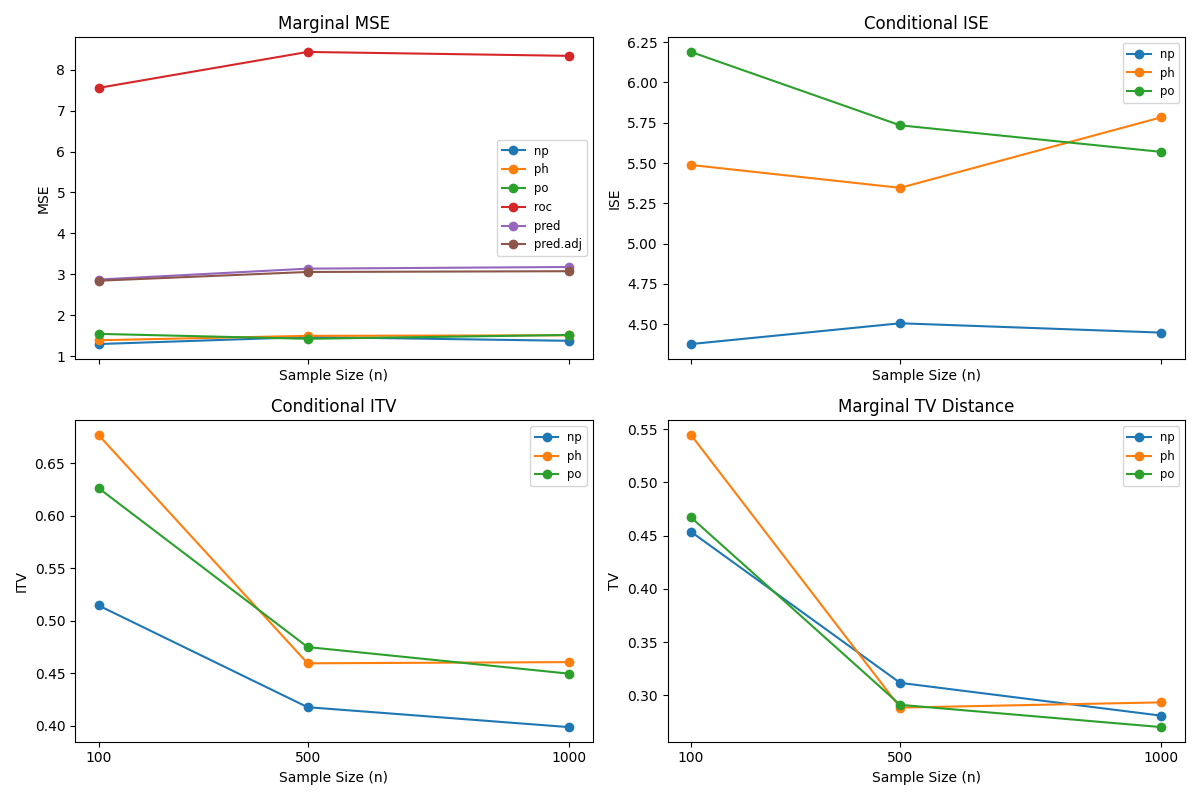 Marginal MSE
MSE
8
7
6
5
4
3
2
1
np
ph
po
roc
pred
pred.adj
Sample Size (n)
Conditional ISE
ISE
6.25
6.00
5.75
5.50
5.25
5.00
4.75
4.50
np
ph
po
Sample Size (n)
Conditional ITV
ITV
0.65
0.60
0.55
0.50
0.45
0.40
np
ph
po
100
500
1000
Sample Size (n)
Marginal TV Distance
TV
0.55
0.50
0.45
0.40
0.35
0.30
np
ph
po
100
500
1000
Sample Size (n)